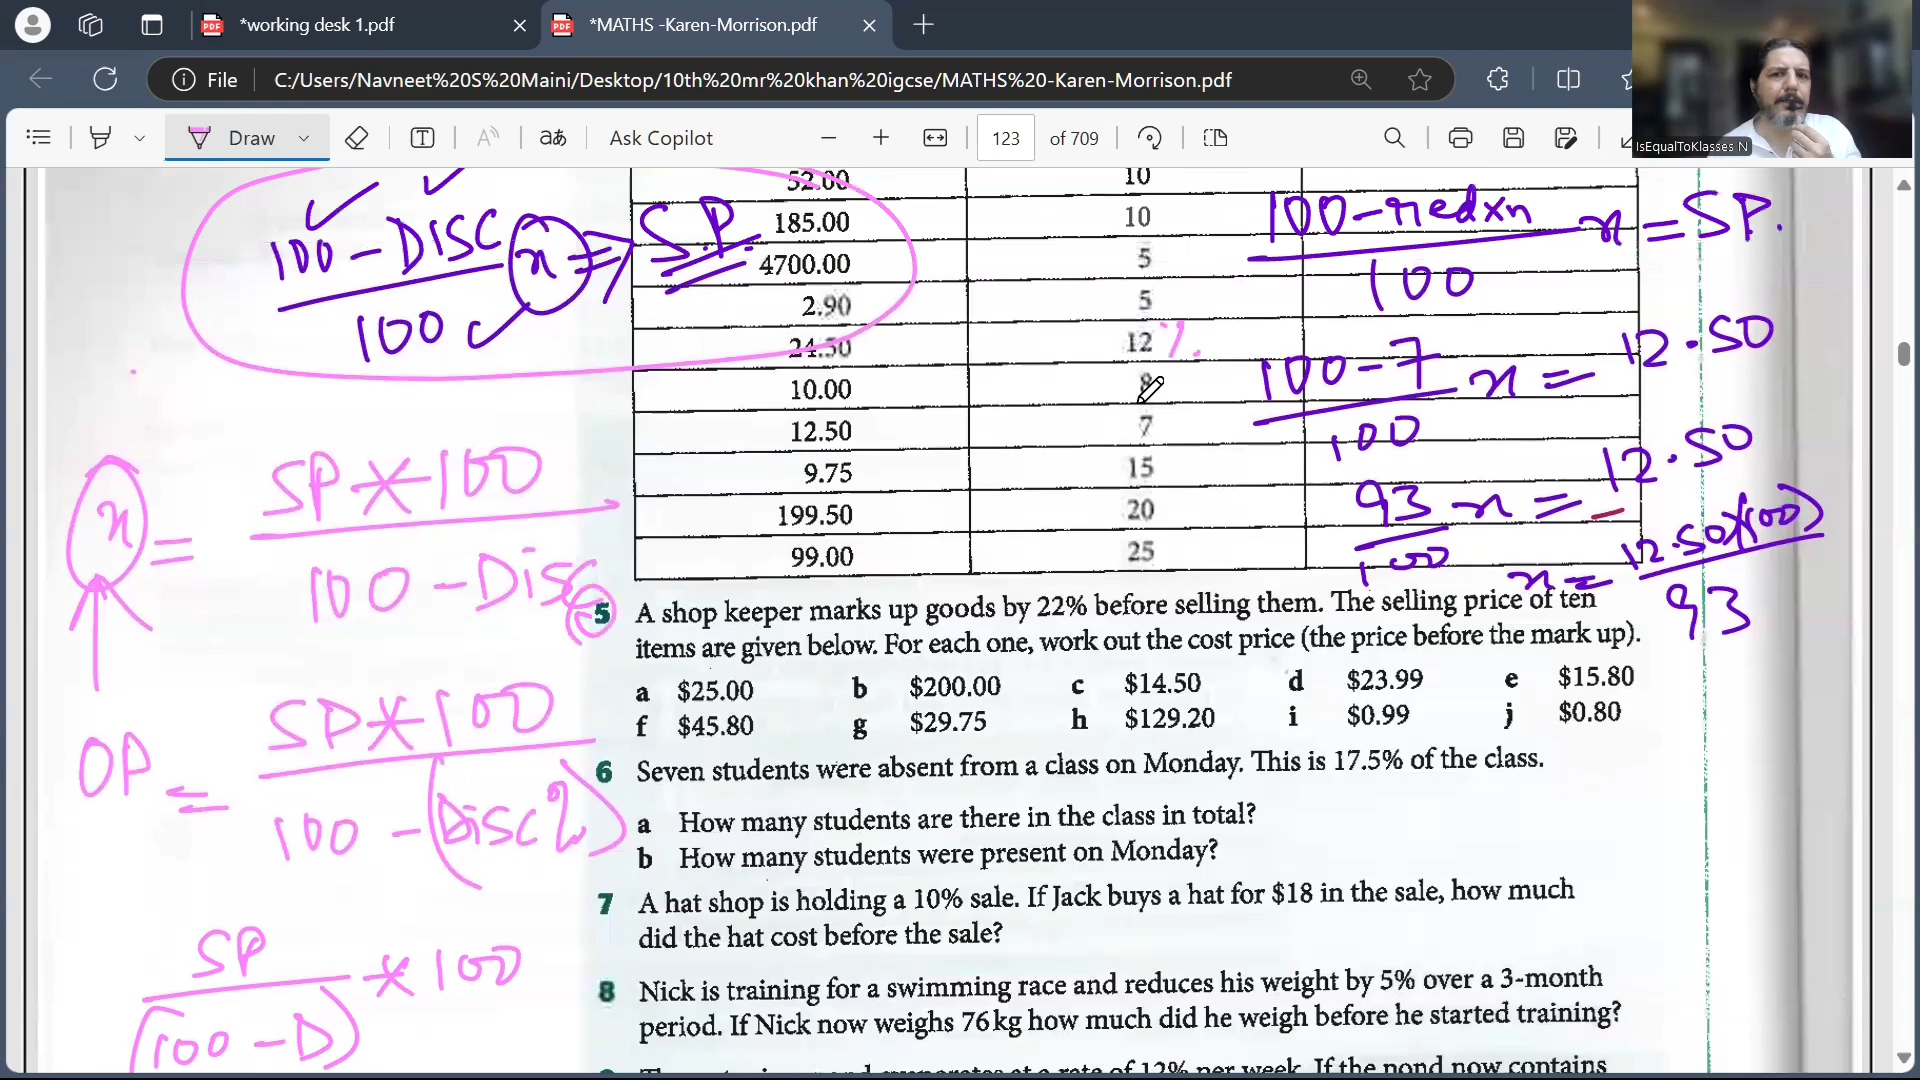 *working desk 1.pdf
*MATHS -Karen-Morrison.pdf
File
C:/Users/Navneet%20S%20Maini/Desktop/10th%20mr%20khan%20igcse/MATHS%20-Karen-Morrison.pdf
Draw
Ask Copilot
123 of 709
IsEqualToKlasses N
52.00 10
185.00 10
4700.00 5
2.90 5
24.50 12 %.
10.00 8
12.50 7
9.75 15
199.50 20
99.00 25
100 - DISC
100
x => S.P.
x = SP * 100
100 - Disc
OP = SP * 100
100 - (Disc %)
SP
(100 - D) * 100
100 - redxn x = SP.
100
100 - 7 x = 12.50
100
93 x = 12.50
100
x = 12.50 x (100)
93
5 A shop keeper marks up goods by 22% before selling them. The selling price of ten
items are given below. For each one, work out the cost price (the price before the mark up).
a $25.00 b $200.00 c $14.50 d $23.99 e $15.80
f $45.80 g $29.75 h $129.20 i $0.99 j $0.80
6 Seven students were absent from a class on Monday. This is 17.5% of the class.
a How many students are there in the class in total?
b How many students were present on Monday?
7 A hat shop is holding a 10% sale. If Jack buys a hat for $18 in the sale, how much
did the hat cost before the sale?
8 Nick is training for a swimming race and reduces his weight by 5% over a 3-month
period. If Nick now weighs 76 kg how much did he weigh before he started training?
rate of 12% per week. If the pond now contains